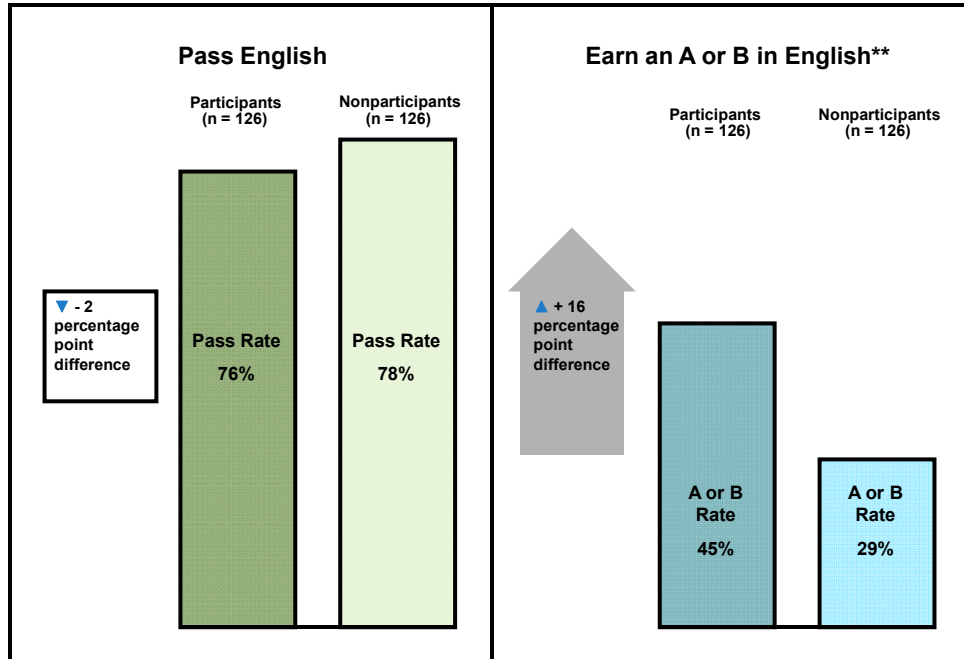 Pass English
Participants
(n = 126)
Nonparticipants
(n = 126)
▼ - 2
percentage
point
difference
Pass Rate
76%
Pass Rate
78%
Earn an A or B in English**
Participants
(n = 126)
Nonparticipants
(n = 126)
▲ + 16
percentage
point
difference
A or B
Rate
45%
A or B
Rate
29%